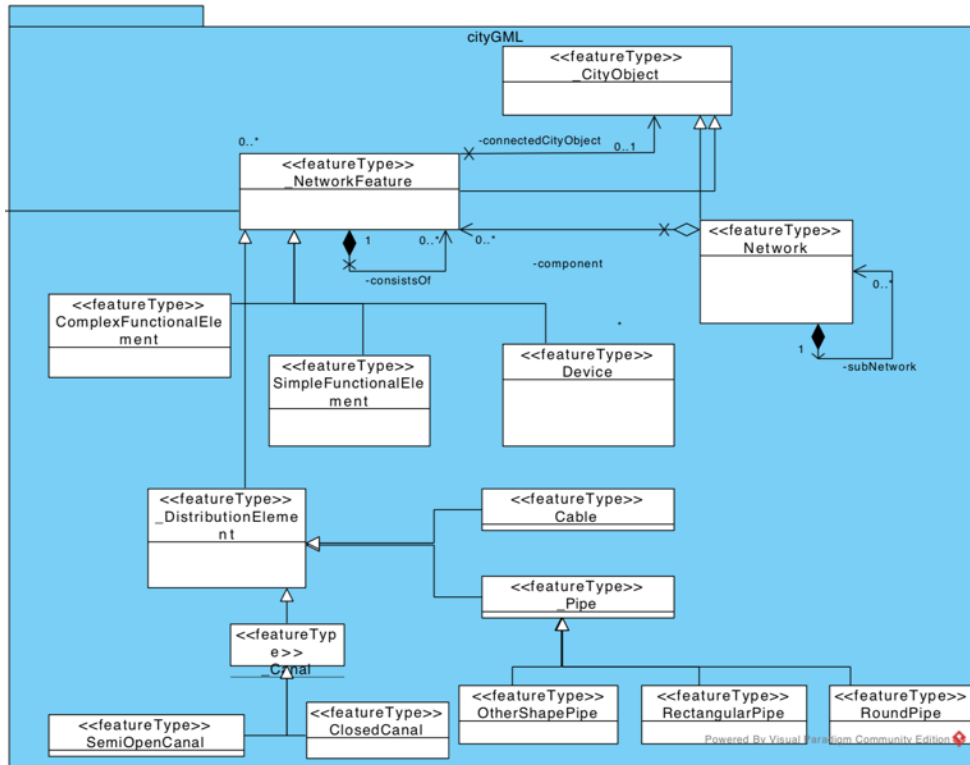 cityGML
<<featureType>>
_CityObject
0..*
-connectedCityObject
0..1
<<featureType>>
_NetworkFeature
<<featureType>>
Network
1
0..*
0..*
-consistsOf
-component
0..*
1
-subNetwork
<<featureType>>
ComplexFunctionalEle
ment
*
<<featureType>>
SimpleFunctionalEle
ment
<<featureType>>
Device
<<featureType>>
_DistributionEleme
nt
<<featureType>>
Cable
<<featureType>>
_Pipe
<<featureTyp
e>>
_Canal
<<featureType>>
SemiOpenCanal
<<featureType>>
ClosedCanal
<<featureType>>
OtherShapePipe
<<featureType>>
RectangularPipe
<<featureType>>
RoundPipe
Powered By Visual Paradigm Community Edition